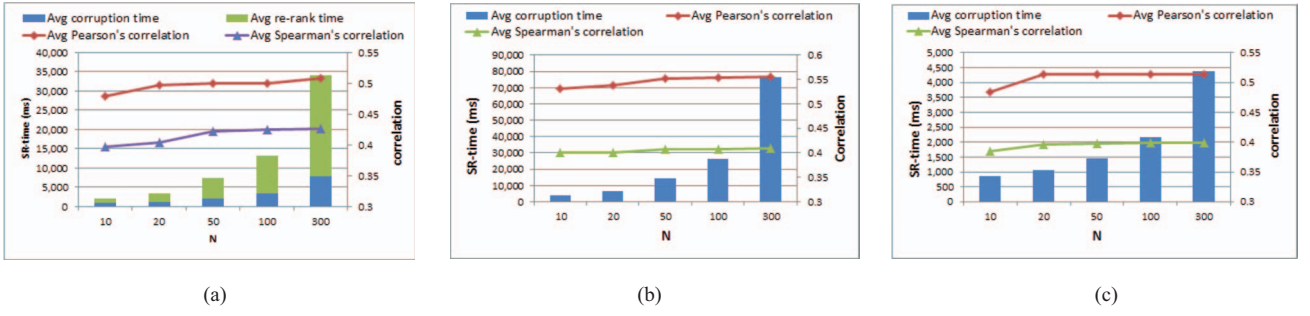 Avg corruption time
Avg re-rank time
Avg Pearson's correlation
Avg Spearman's correlation
40,000
35,000
30,000
25,000
20,000
15,000
10,000
5,000
0
SR-time (ms)
0.55
0.5
0.45
0.4
0.35
0.3
correlation
10 20 50 100 300
N
(a)
Avg corruption time
Avg Pearson's correlation
Avg Spearman's correlation
90,000
80,000
70,000
60,000
50,000
40,000
30,000
20,000
10,000
0
SR-time (ms)
0.6
0.55
0.5
0.45
0.4
0.35
0.3
Correlation
10 20 50 100 300
N
(b)
Avg corruption time
Avg Pearson's correlation
Avg Spearman's correlation
5,000
4,500
4,000
3,500
3,000
2,500
2,000
1,500
1,000
500
0
SR-time (ms)
0.55
0.5
0.45
0.4
0.35
0.3
correlation
10 20 50 100 300
N
(c)